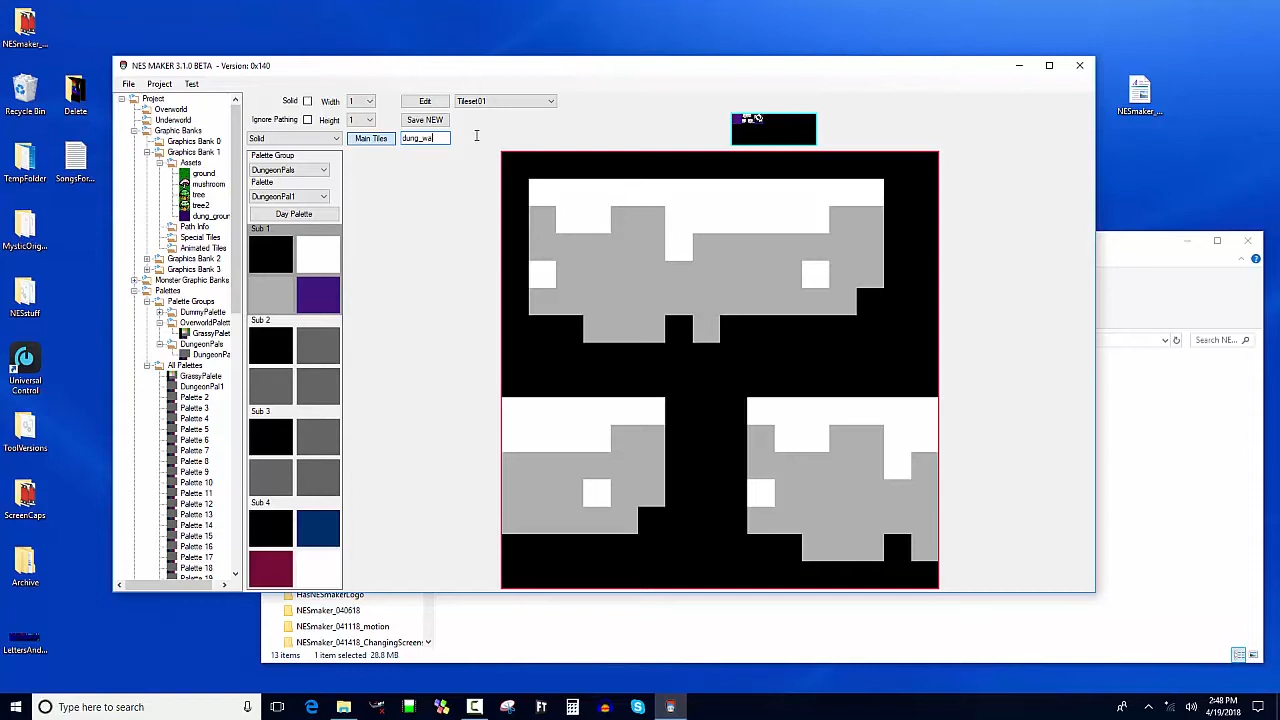 NESmaker_...
Recycle Bin
Delete
TempFolder
SongsFor...
MysticOrig...
NEStuff
Universal
Control
ToolVersions
ScreenCaps
Archive
LettersAnd...
NESmaker_...
NES MAKER 3.1.0 BETA - Version: 0x140
File
Project
Test
Project
Overworld
Underworld
Graphic Banks
Graphics Bank 0
Graphics Bank 1
Assets
ground
mushroom
tree
tree2
dung_groun
Path Info
Special Tiles
Animated Tiles
Graphics Bank 2
Graphics Bank 3
Monster Graphic Banks
Palettes
Palette Groups
DummyPalette
OverworldPalett
GrassyPalet
DungeonPals
DungeonPa
All Palettes
GrassyPalete
DungeonPal1
Palette 2
Palette 3
Palette 4
Palette 5
Palette 6
Palette 7
Palette 8
Palette 9
Palette 10
Palette 11
Palette 12
Palette 13
Palette 14
Palette 15
Palette 16
Palette 17
Palette 18
Palette 19
Solid
Width
1
Edit
Tileset01
Ignore Pathing
Height
1
Save NEW
Solid
Main Tiles
dung_wal
Palette Group
DungeonPals
Palette
DungeonPal1
Day Palette
Sub 1
Sub 2
Sub 3
Sub 4
Search NE...
HasNESmakerLogo
NESmaker_040618
NESmaker_041118_motion
NESmaker_041418_ChangingScreen
13 items
1 item selected 28.8 MB
Type here to search
2:48 PM
4/19/2018